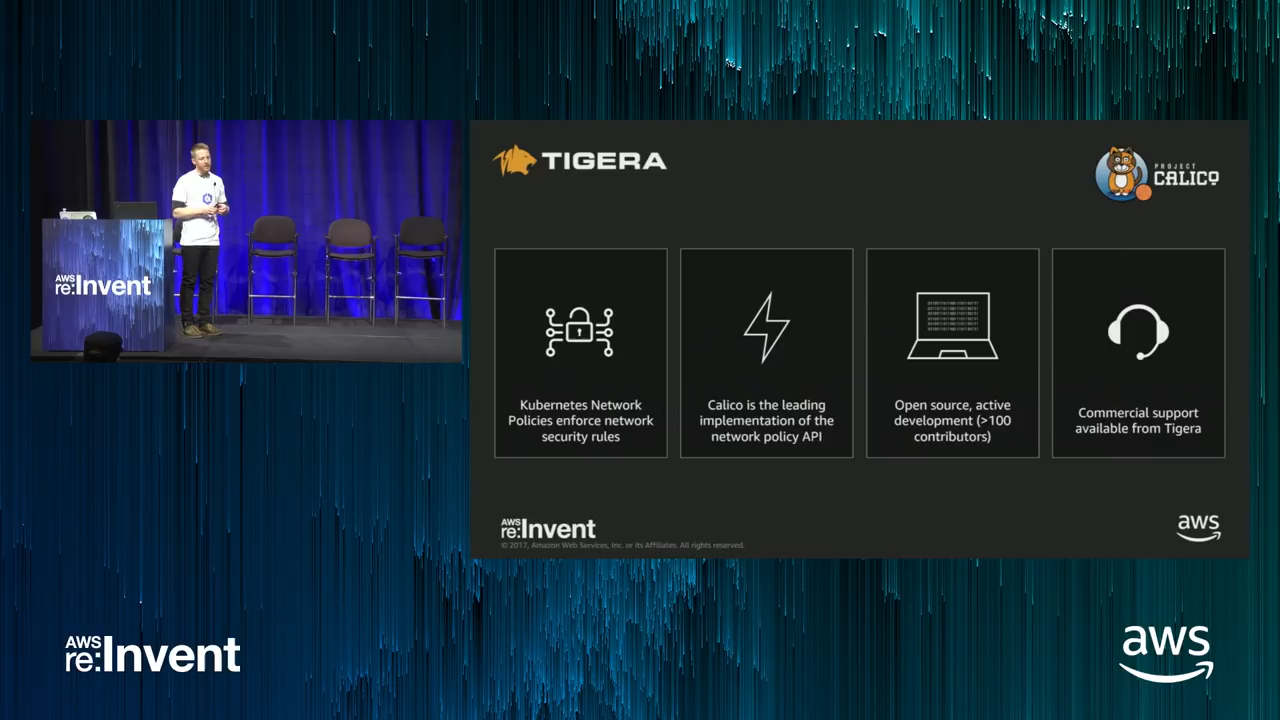 AWS
re:Invent
TIGERA
PROJECT
CALICO
Kubernetes Network
Policies enforce network
security rules
Calico is the leading
implementation of the
network policy API
Open source, active
development (>100
contributors)
Commercial support
available from Tigera
AWS
re:Invent
© 2017, Amazon Web Services, Inc. or its Affiliates. All rights reserved.
aws
AWS
re:Invent
aws